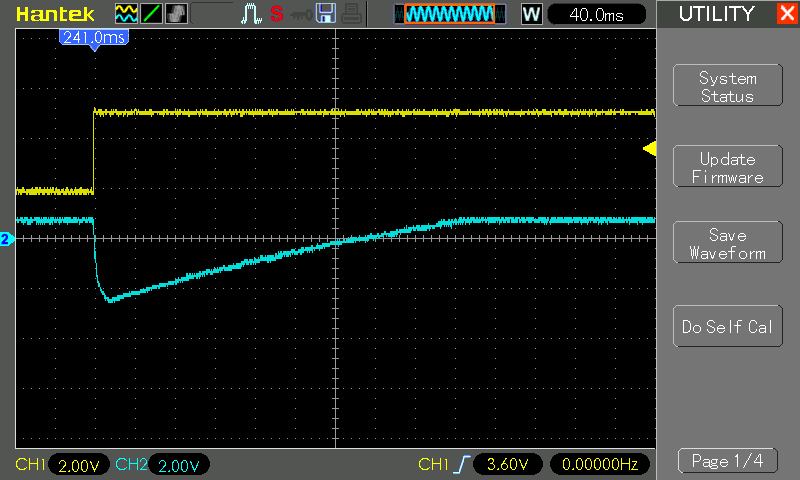 Hantek
S
W
40.0ms
UTILITY
X
241.0ms
System
Status
Update
Firmware
2
Save
Waveform
Do Self Cal
CH1 2.00V CH2 2.00V CH1 3.60V 0.00000Hz
Page 1/4